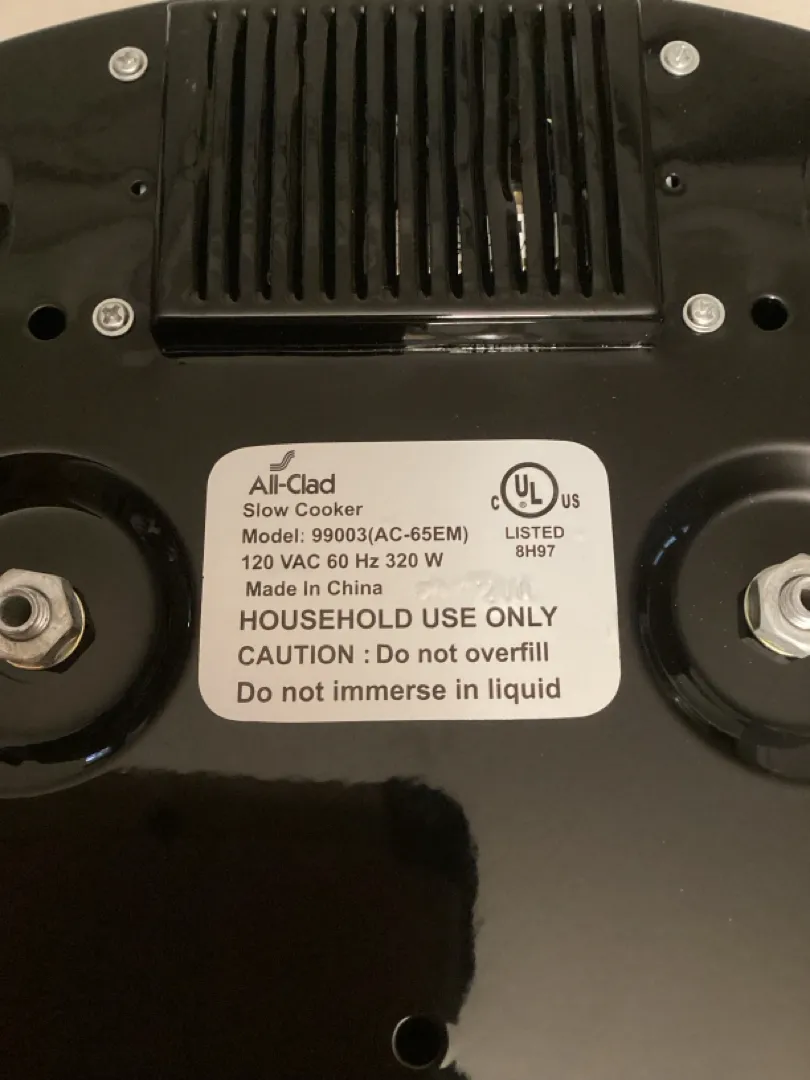 All-Clad
Slow Cooker
Model: 99003(AC-65EM)
120 VAC 60 Hz 320 W
Made In China
C UL ® US
LISTED
8H97
HOUSEHOLD USE ONLY
CAUTION : Do not overfill
Do not immerse in liquid